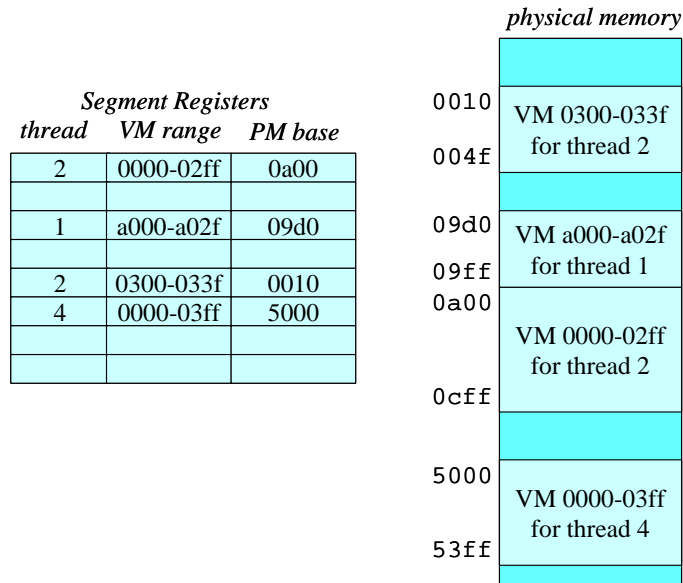 physical memory
Segment Registers
thread VM range PM base
2 0000-02ff 0a00
1 a000-a02f 09d0
2 0300-033f 0010
4 0000-03ff 5000
0010
VM 0300-033f
for thread 2
004f
09d0
VM a000-a02f
for thread 1
09ff
0a00
VM 0000-02ff
for thread 2
0cff
5000
VM 0000-03ff
for thread 4
53ff